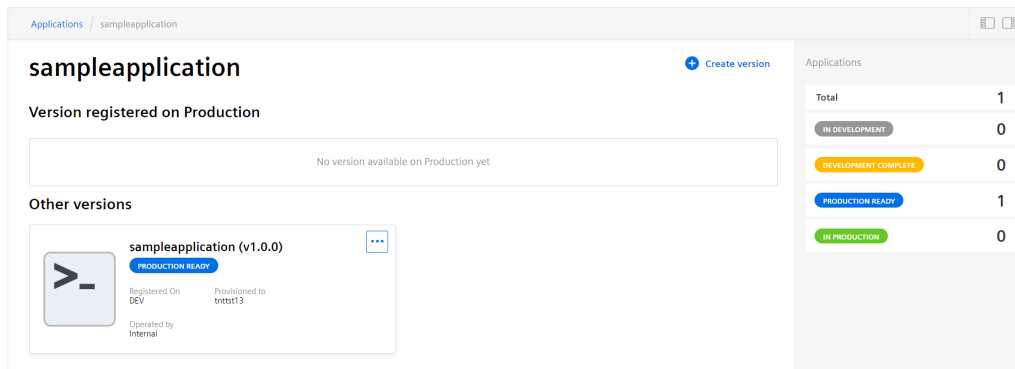 Applications / sampleapplication
sampleapplication
Create version
Version registered on Production
No version available on Production yet
Other versions
sampleapplication (v1.0.0)
PRODUCTION READY
Registered On Provisioned to
DEV tnttst13
Operated by
Internal
Applications
Total 1
IN DEVELOPMENT 0
DEVELOPMENT COMPLETE 0
PRODUCTION READY 1
IN PRODUCTION 0